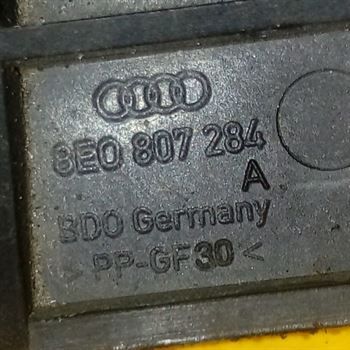 8E0 807 284
A
BDO Germany
> PP-GF30 <